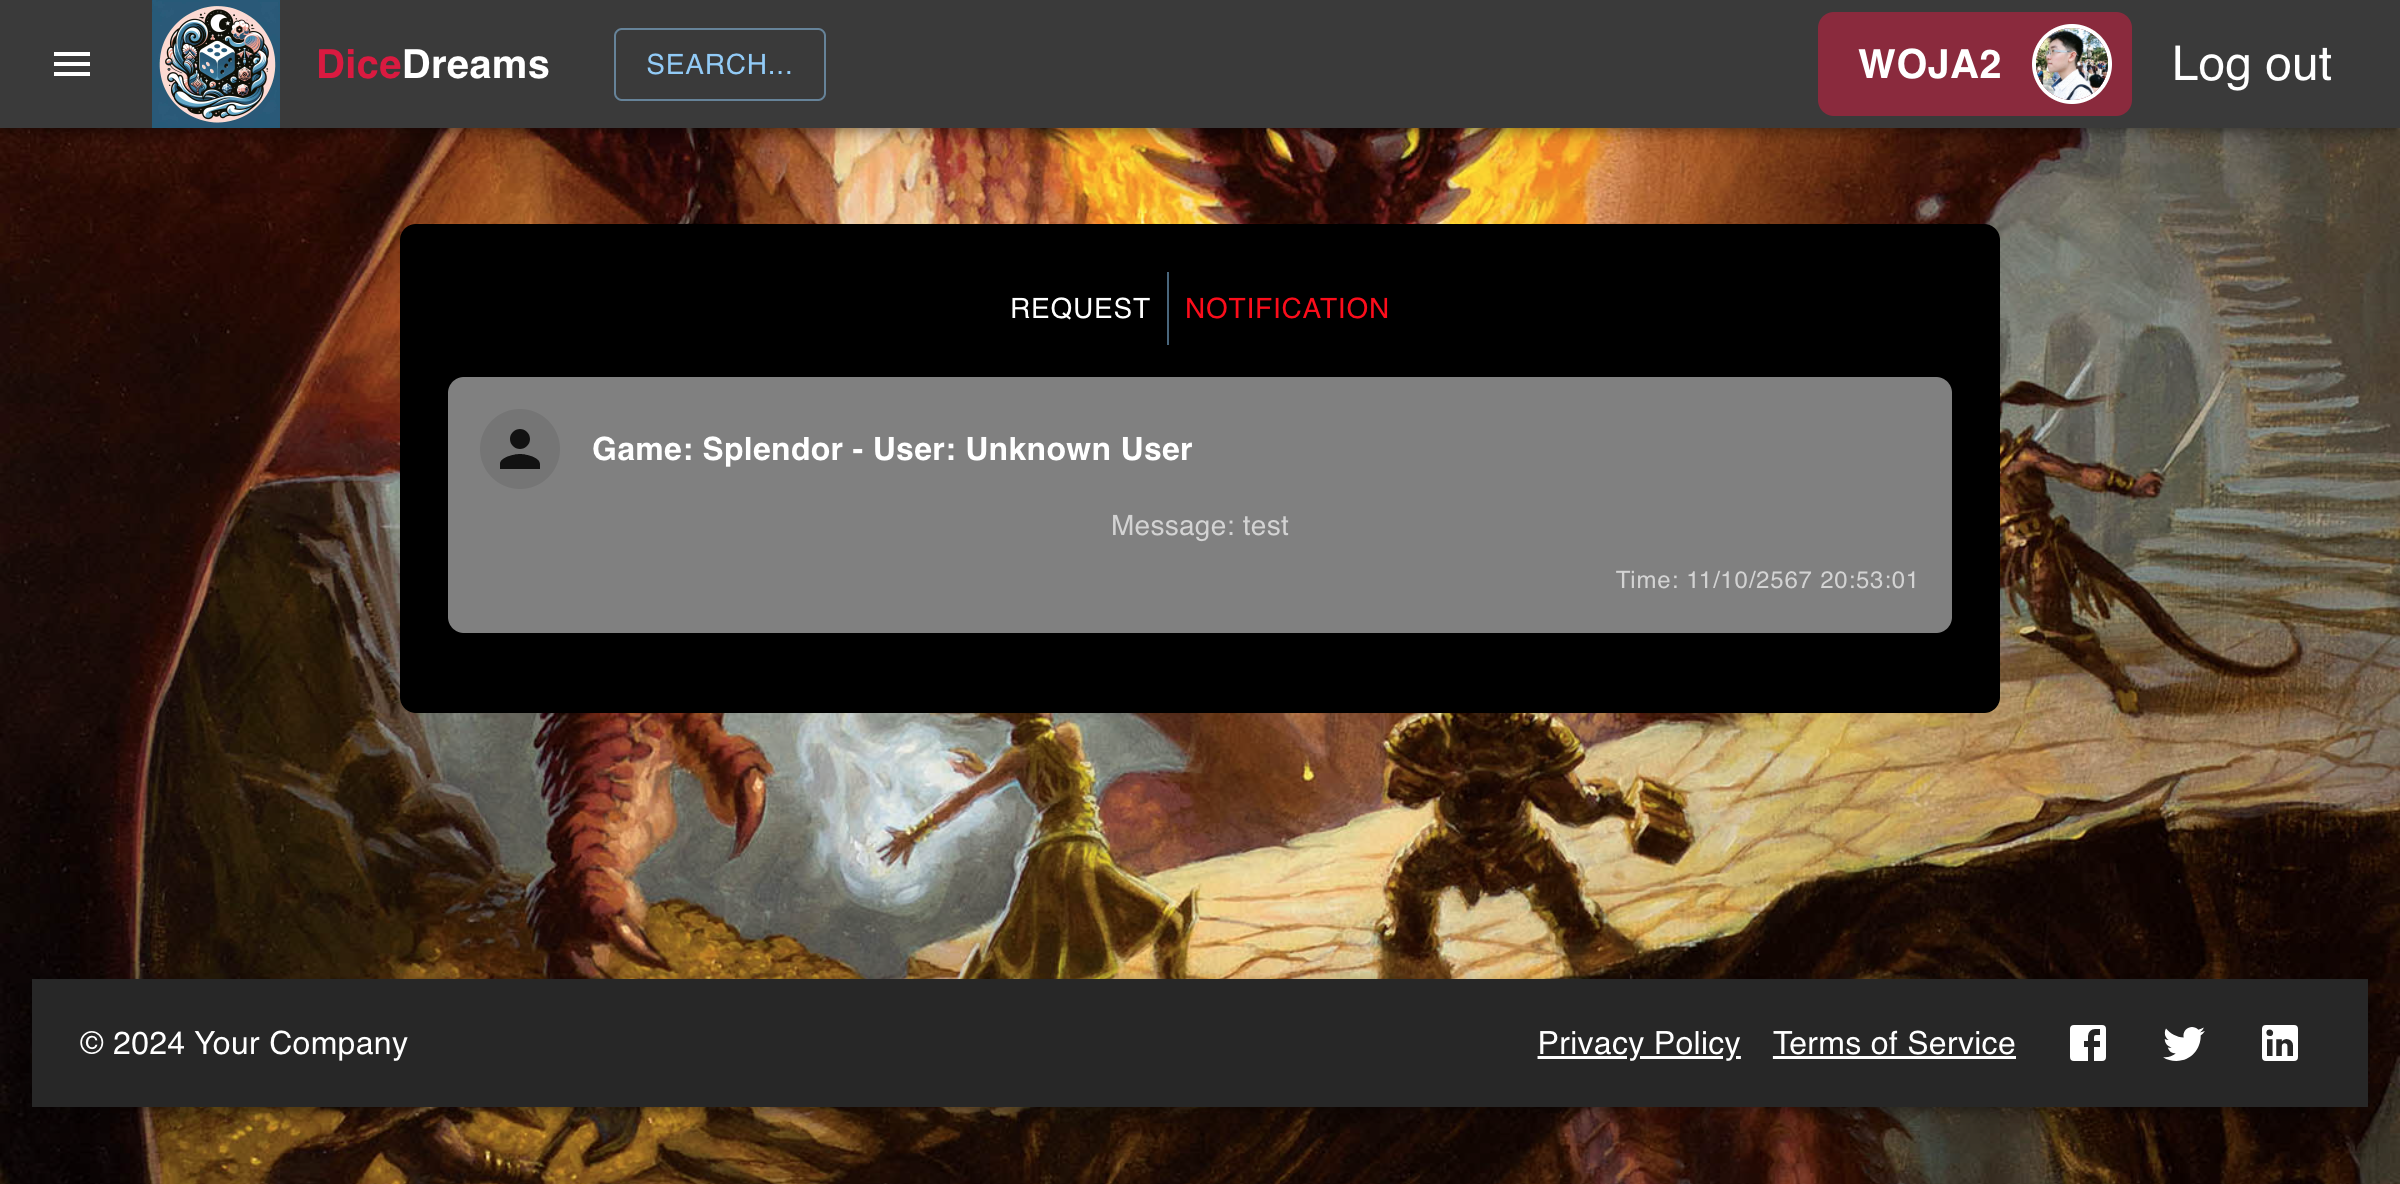 DiceDreams
SEARCH...
WOJA2
Log out
REQUEST
NOTIFICATION
Game: Splendor - User: Unknown User
Message: test
Time: 11/10/2567 20:53:01
© 2024 Your Company
Privacy Policy
Terms of Service